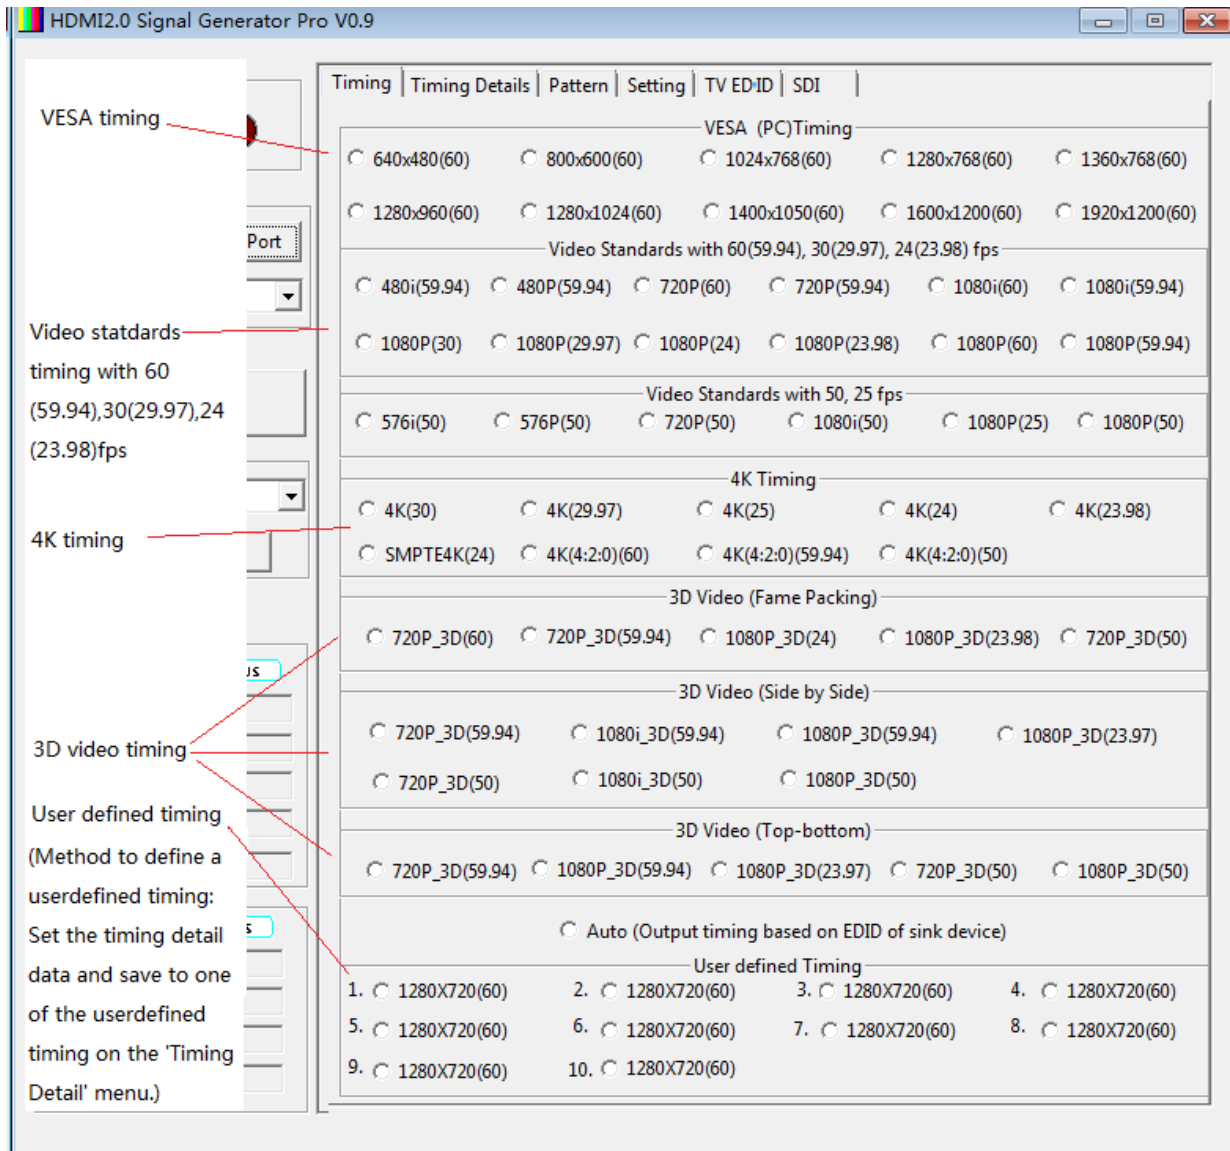 HDMI2.0 Signal Generator Pro V0.9
VESA timing
Port
Video statdards
timing with 60
(59.94),30(29.97),24
(23.98)fps
4K timing
3D video timing
User defined timing
(Method to define a
userdefined timing:
Set the timing detail
data and save to one
of the userdefined
timing on the 'Timing
Detail' menu.)
Timing Timing Details Pattern Setting TV EDID SDI
VESA (PC)Timing
640x480(60) 800x600(60) 1024x768(60) 1280x768(60) 1360x768(60)
1280x960(60) 1280x1024(60) 1400x1050(60) 1600x1200(60) 1920x1200(60)
Video Standards with 60(59.94), 30(29.97), 24(23.98) fps
480i(59.94) 480P(59.94) 720P(60) 720P(59.94) 1080i(60) 1080i(59.94)
1080P(30) 1080P(29.97) 1080P(24) 1080P(23.98) 1080P(60) 1080P(59.94)
Video Standards with 50, 25 fps
576i(50) 576P(50) 720P(50) 1080i(50) 1080P(25) 1080P(50)
4K Timing
4K(30) 4K(29.97) 4K(25) 4K(24) 4K(23.98)
SMPTE4K(24) 4K(4:2:0)(60) 4K(4:2:0)(59.94) 4K(4:2:0)(50)
3D Video (Fame Packing)
720P_3D(60) 720P_3D(59.94) 1080P_3D(24) 1080P_3D(23.98) 720P_3D(50)
3D Video (Side by Side)
720P_3D(59.94) 1080i_3D(59.94) 1080P_3D(59.94) 1080P_3D(23.97)
720P_3D(50) 1080i_3D(50) 1080P_3D(50)
3D Video (Top-bottom)
720P_3D(59.94) 1080P_3D(59.94) 1080P_3D(23.97) 720P_3D(50) 1080P_3D(50)
Auto (Output timing based on EDID of sink device)
User defined Timing
1. 1280X720(60) 2. 1280X720(60) 3. 1280X720(60) 4. 1280X720(60)
5. 1280X720(60) 6. 1280X720(60) 7. 1280X720(60) 8. 1280X720(60)
9. 1280X720(60) 10. 1280X720(60)